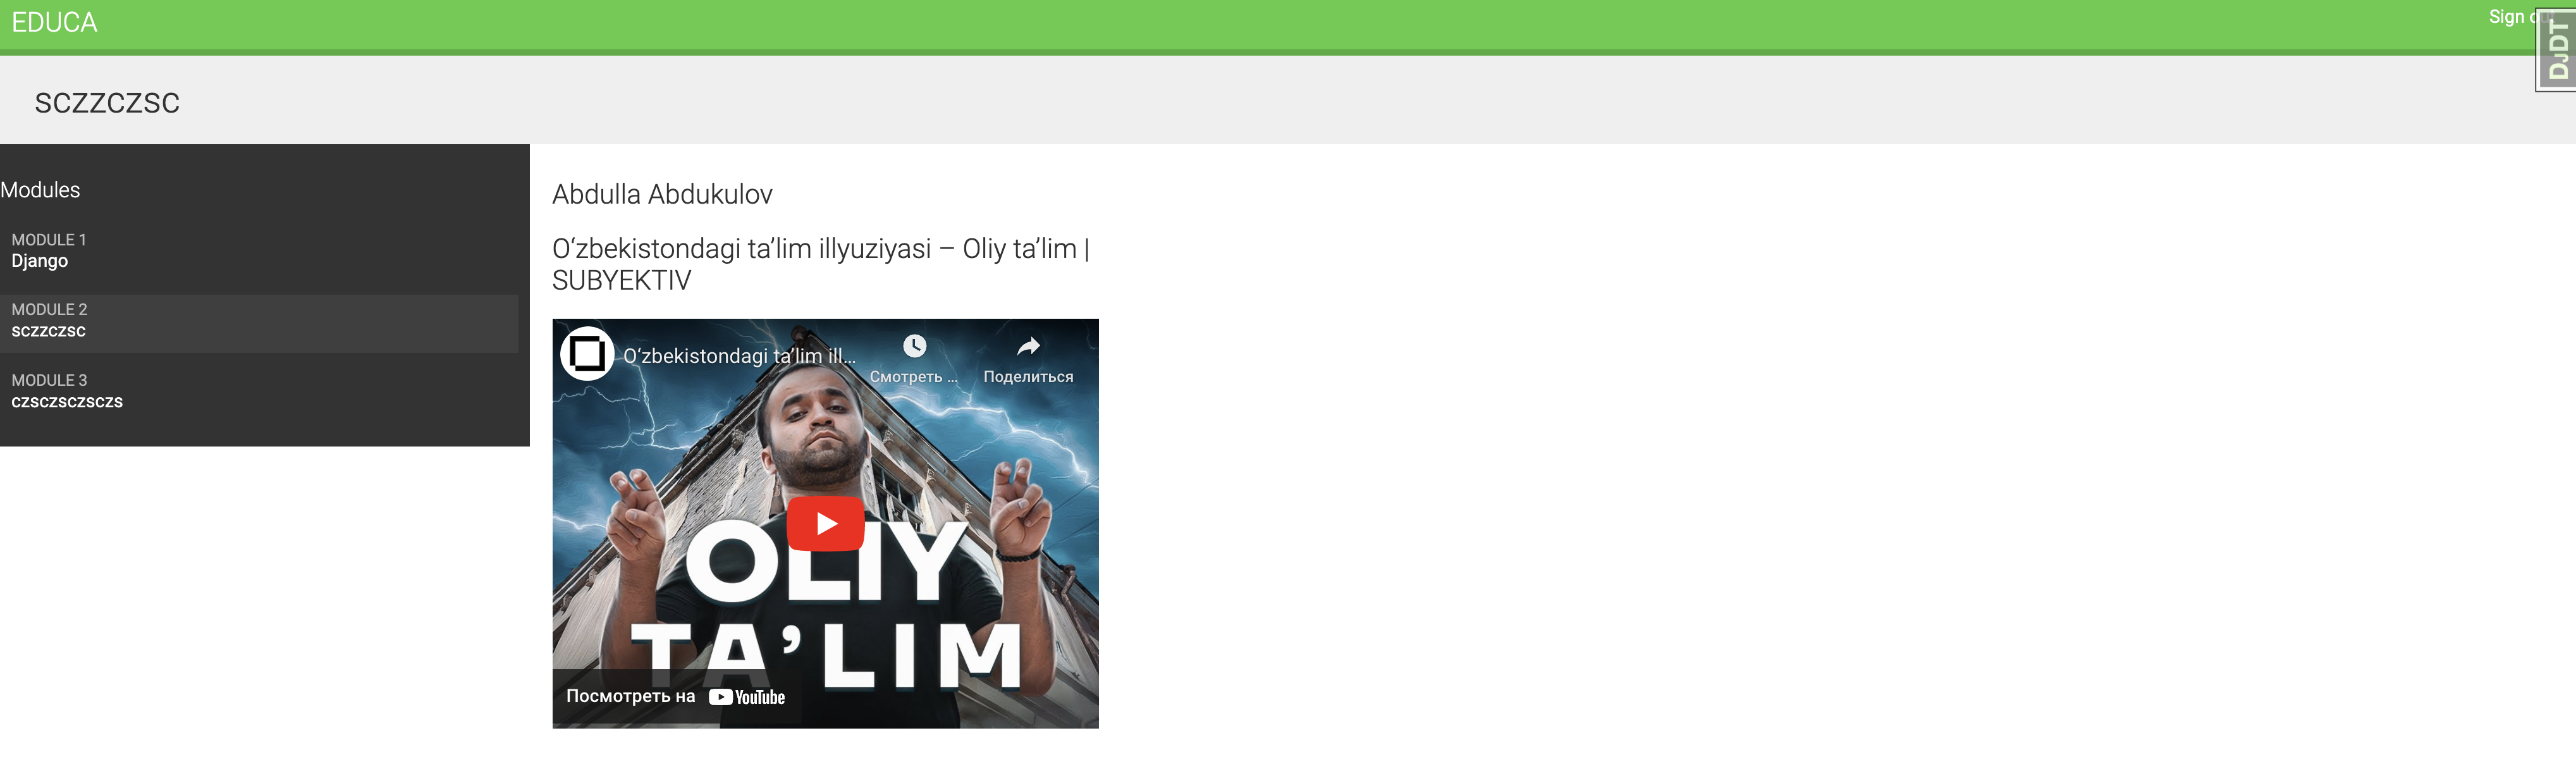 EDUCA
Sign out
DJDT
sczzczsc
Modules
MODULE 1
Django
MODULE 2
sczzczsc
MODULE 3
czsczsczsczs
Abdulla Abdukulov
O‘zbekistondagi ta’lim illyuziyasi – Oliy ta’lim |
SUBYEKTIV
O‘zbekistondagi ta’lim ill...
Смотреть ...
Поделиться
OLIY
TA’LIM
Посмотреть на YouTube